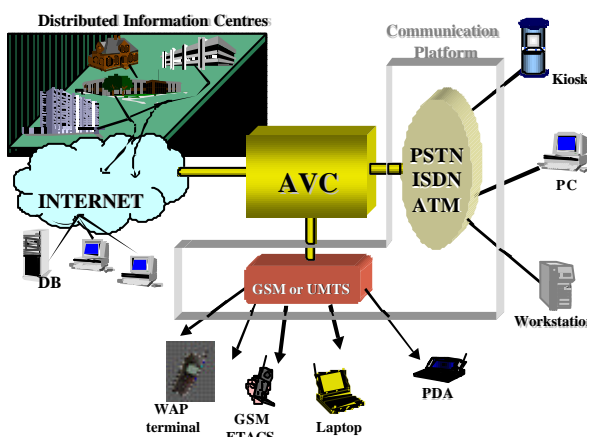 Distributed Information Centres
Communication
Platform
Kiosk
PSTN
ISDN
ATM
AVC
INTERNET
PC
DB
GSM or UMTS
Workstation
WAP
terminal
GSM
ETACS
Laptop
PDA